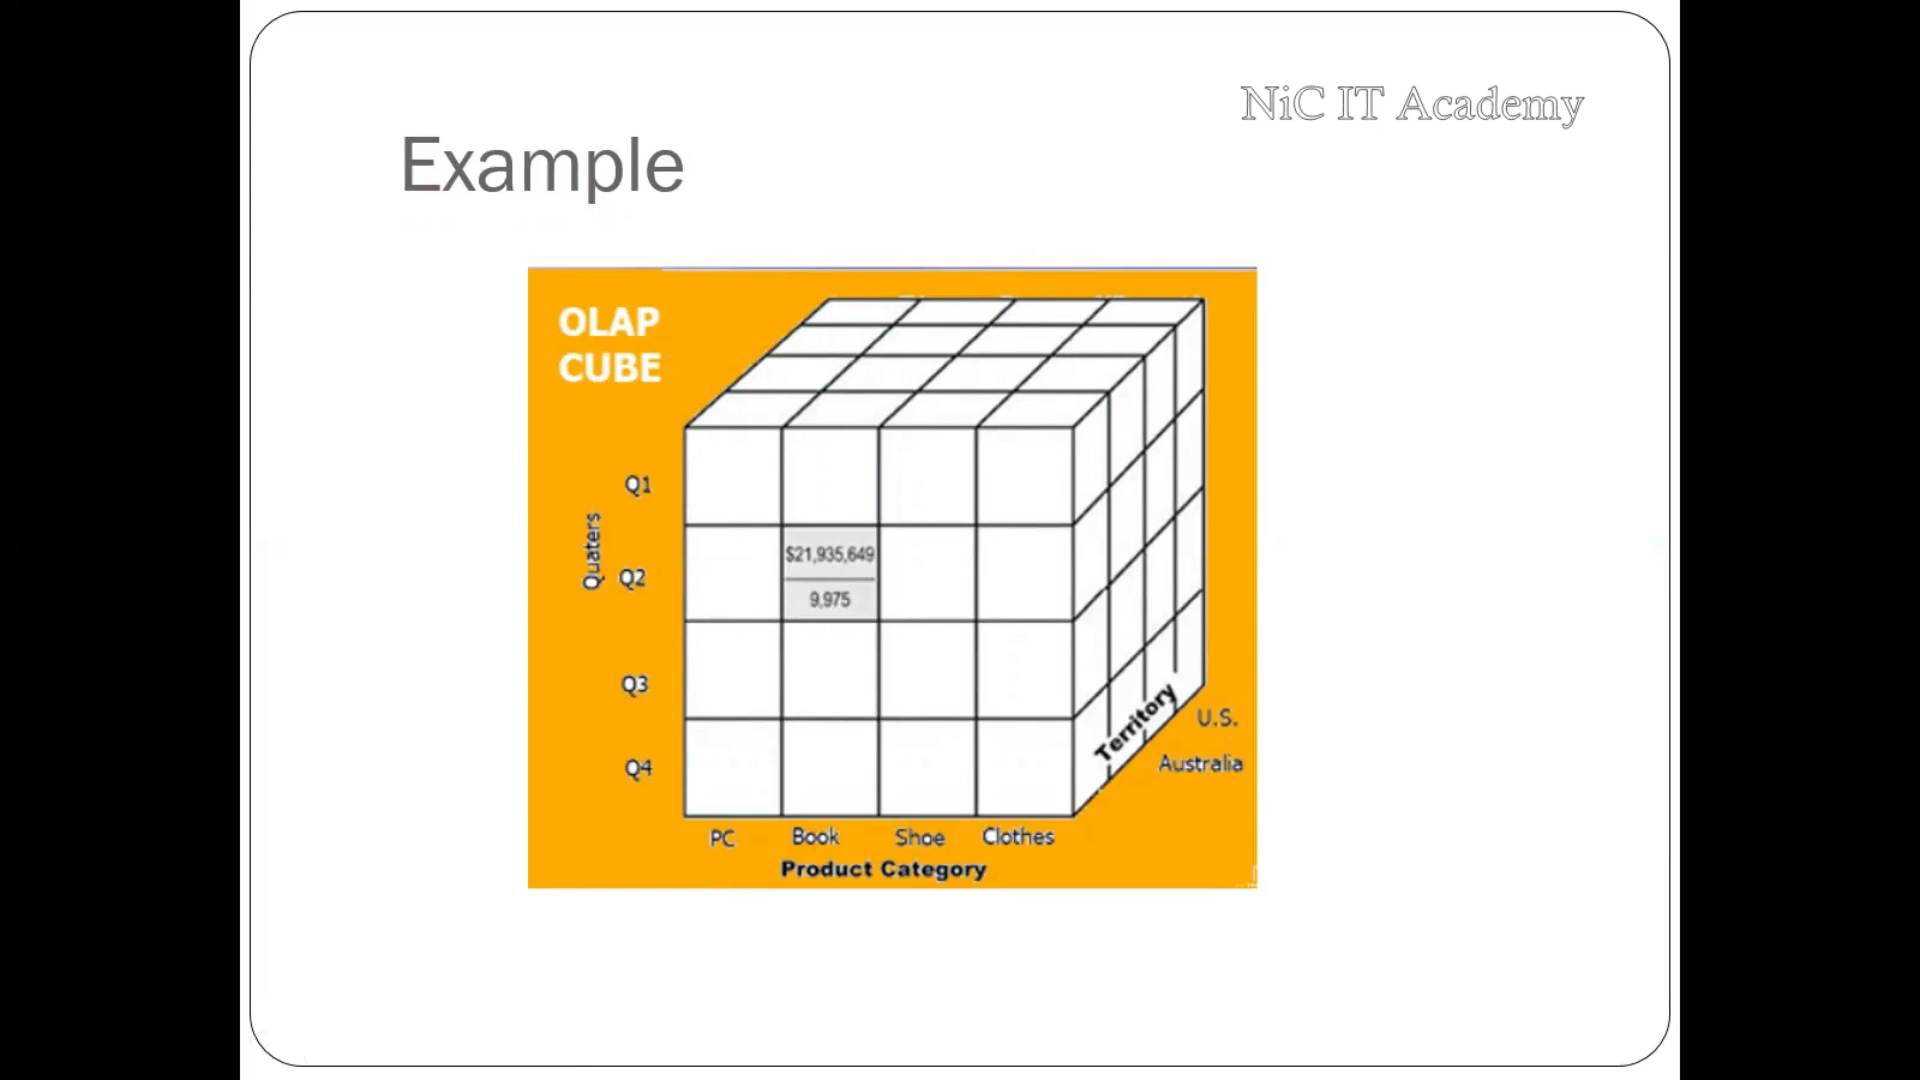 NiC IT Academy
Example
OLAP
CUBE
Q1
Quaters
Q2
$21,935,649
9,975
Q3
Q4
Territory
U.S.
Australia
PC Book Shoe Clothes
Product Category